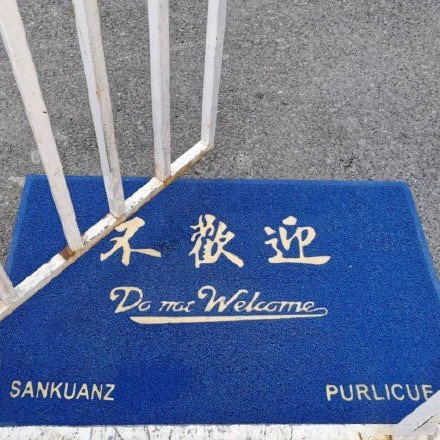 不歡迎
Do not Welcome
SANKUANZ PURLICUE